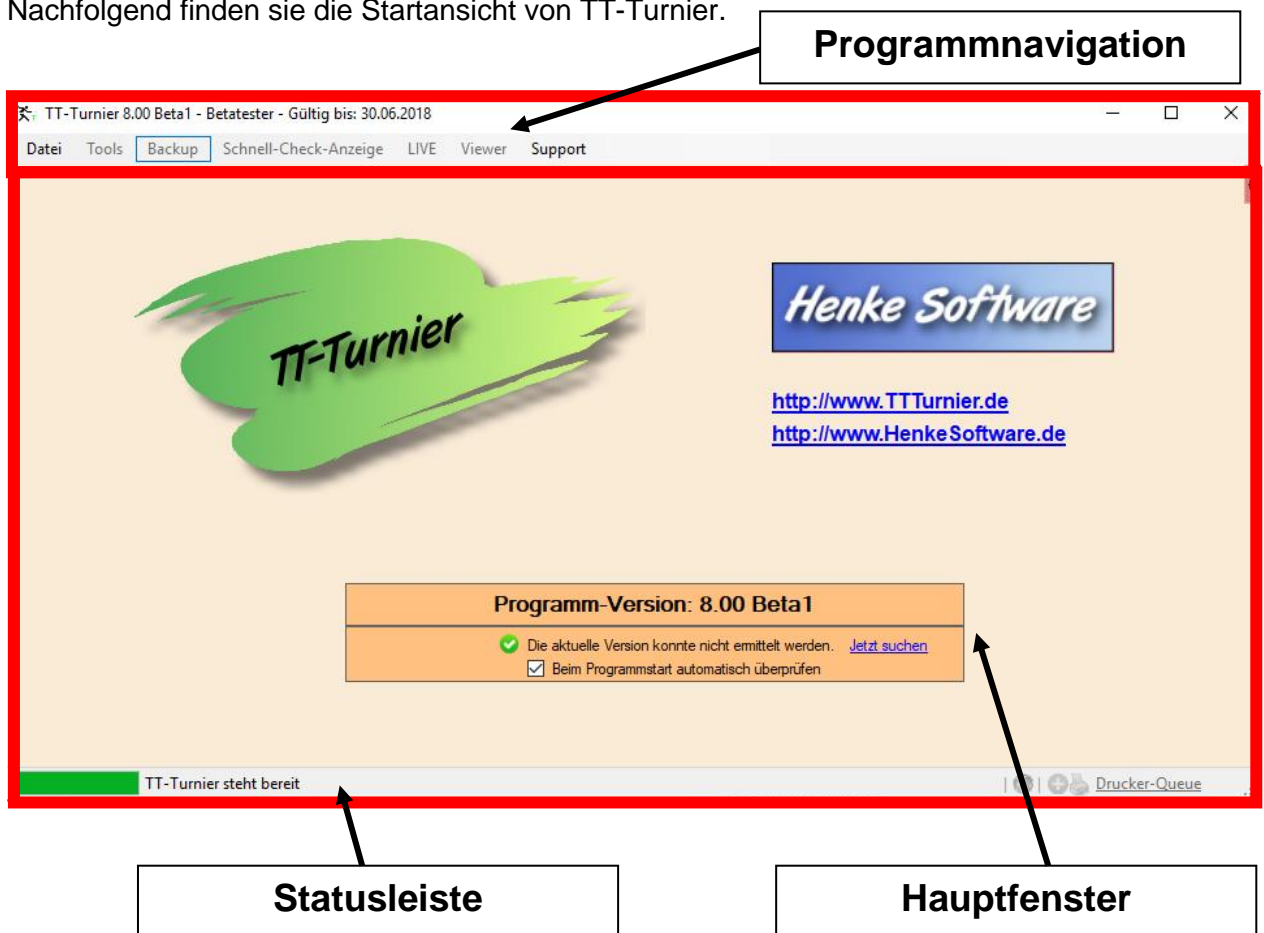 Nachfolgend finden sie die Startansicht von TT-Turnier.
Programmnavigation
TT-Turnier 8.00 Beta1 - Betatester - Gültig bis: 30.06.2018
Datei Tools Backup Schnell-Check-Anzeige LIVE Viewer Support
TT-Turnier
Henke Software
http://www.TTTurnier.de
http://www.HenkeSoftware.de
Programm-Version: 8.00 Beta1
Die aktuelle Version konnte nicht ermittelt werden. Jetzt suchen
Beim Programmstart automatisch überprüfen
TT-Turnier steht bereit | | Drucker-Queue
Statusleiste
Hauptfenster